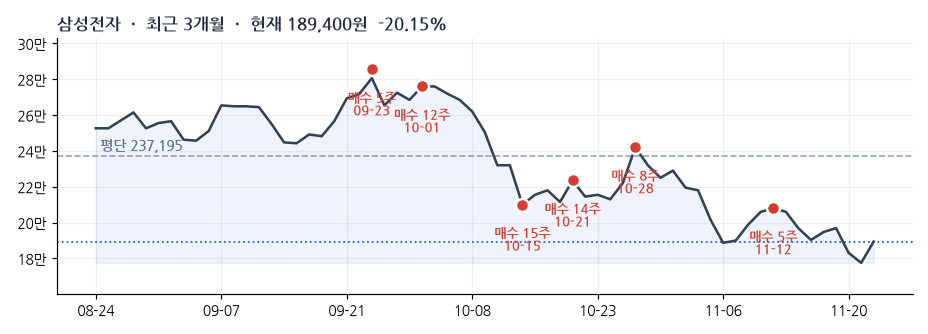 삼성전자 · 최근 3개월 · 현재 189,400원 -20.15%
30만
28만
26만
24만
22만
20만
18만
평단 237,195
매수 5주
09-23
매수 12주
10-01
매수 15주
10-15
매수 14주
10-21
매수 8주
10-28
매수 5주
11-12
08-24
09-07
09-21
10-08
10-23
11-06
11-20